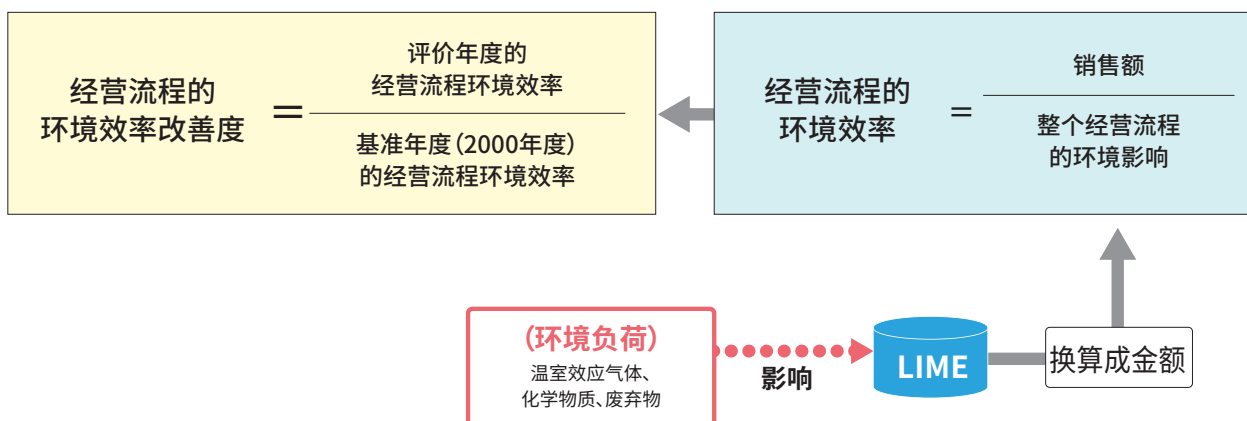 经营流程的
环境效率改善度
=
评价年度的
经营流程环境效率
基准年度(2000年度)
的经营流程环境效率
经营流程的
环境效率
=
销售额
整个经营流程
的环境影响
(环境负荷)
温室效应气体、
化学物质、废弃物
影响
LIME
换算成金额